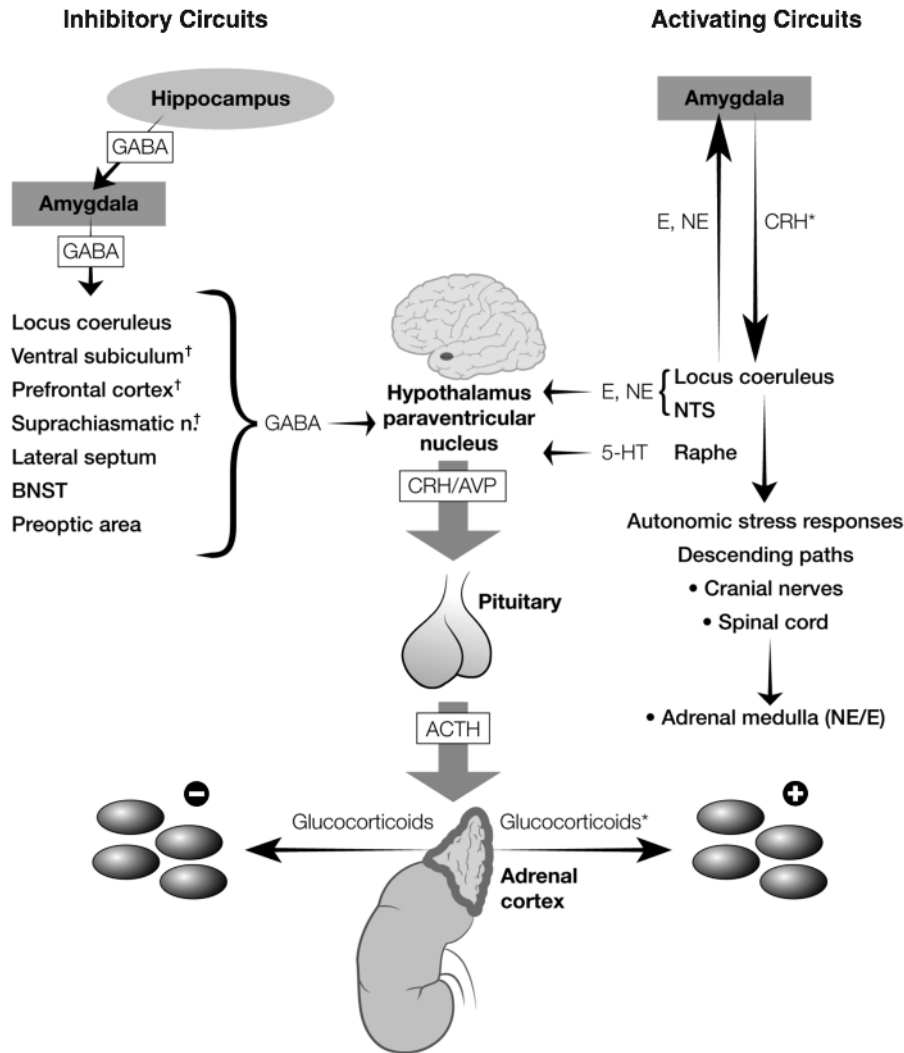 Inhibitory Circuits
Activating Circuits
Hippocampus
GABA
Amygdala
GABA
Locus coeruleus
Ventral subiculum†
Prefrontal cortex†
Suprachiasmatic n.†
Lateral septum
BNST
Preoptic area
GABA
Hypothalamus
paraventricular
nucleus
CRH/AVP
Pituitary
ACTH
Amygdala
E, NE
CRH*
E, NE
Locus coeruleus
NTS
5-HT
Raphe
Autonomic stress responses
Descending paths
• Cranial nerves
• Spinal cord
• Adrenal medulla (NE/E)
−
Glucocorticoids
Glucocorticoids*
+
Adrenal
cortex